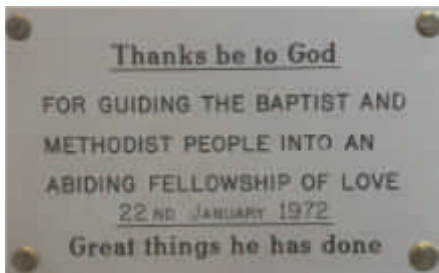 Thanks be to God
FOR GUIDING THE BAPTIST AND
METHODIST PEOPLE INTO AN
ABIDING FELLOWSHIP OF LOVE
22ND JANUARY 1972
Great things he has done